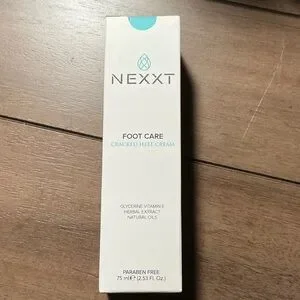 NEXXT
FOOT CARE
CRACKED HEEL CREAM
GLYCERINE VITAMIN E
HERBAL EXTRACT
NATURAL OILS
PARABEN FREE
75 ml℮ (2.53 Fl. Oz.)